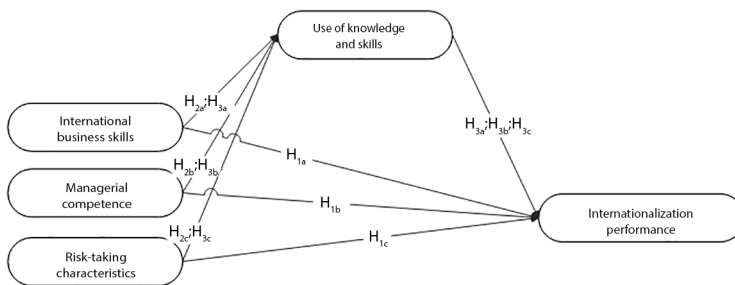 Use of knowledge
and skills
H2a;H3a
International
business skills
H3a;H3b;H3c
H1a
H2b;H3b
Managerial
competence
H1b
Internationalization
performance
H2c;H3c
H1c
Risk-taking
characteristics